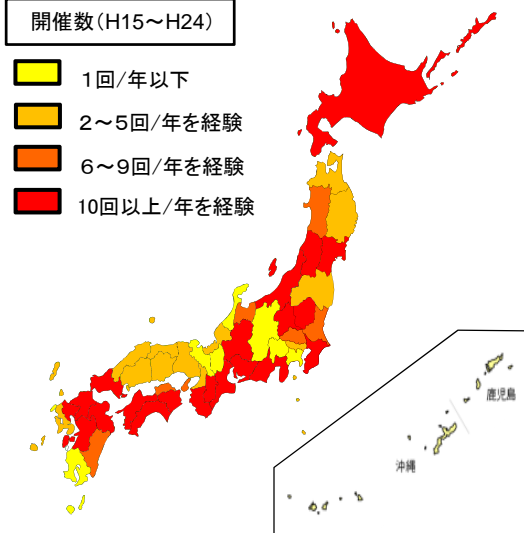 開催数(H15～H24)
1回/年以下
2～5回/年を経験
6～9回/年を経験
10回以上/年を経験
鹿児島
沖縄